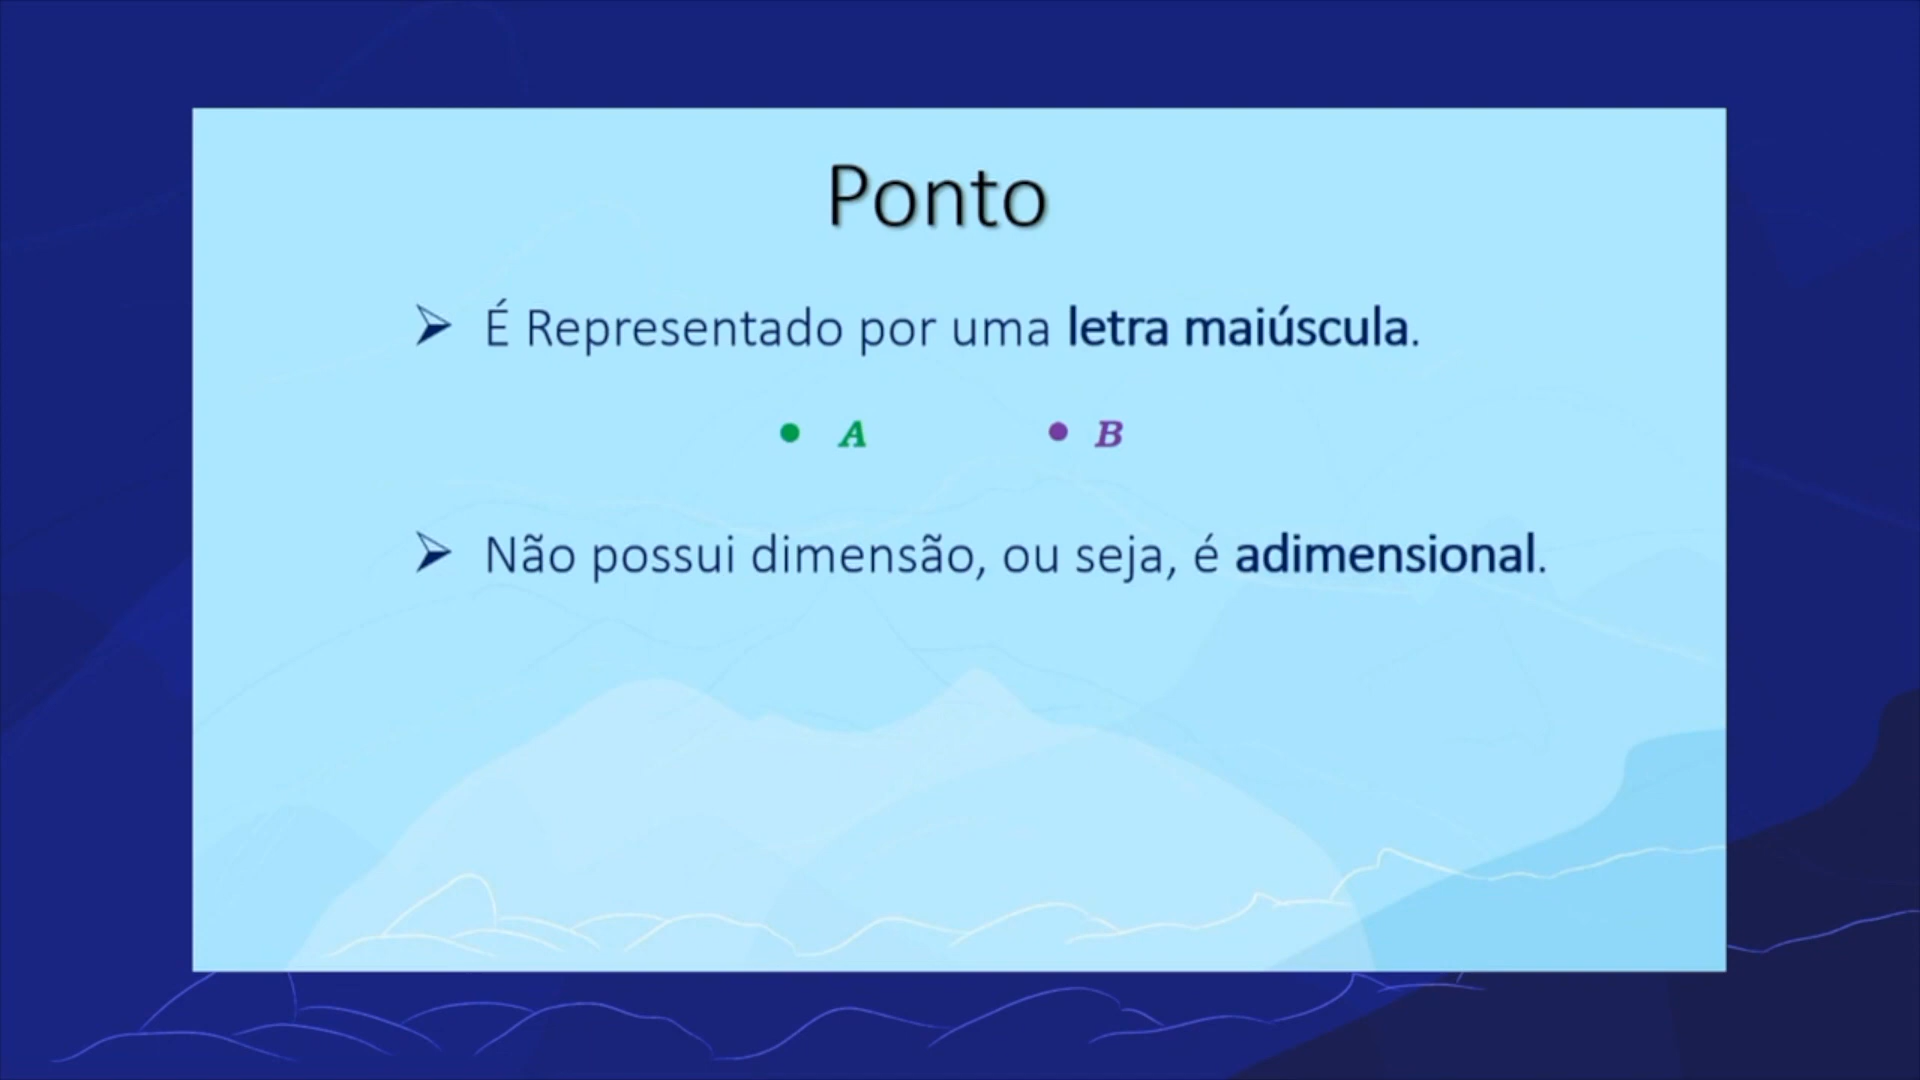 Ponto
É Representado por uma letra maiúscula.
A B
Não possui dimensão, ou seja, é adimensional.